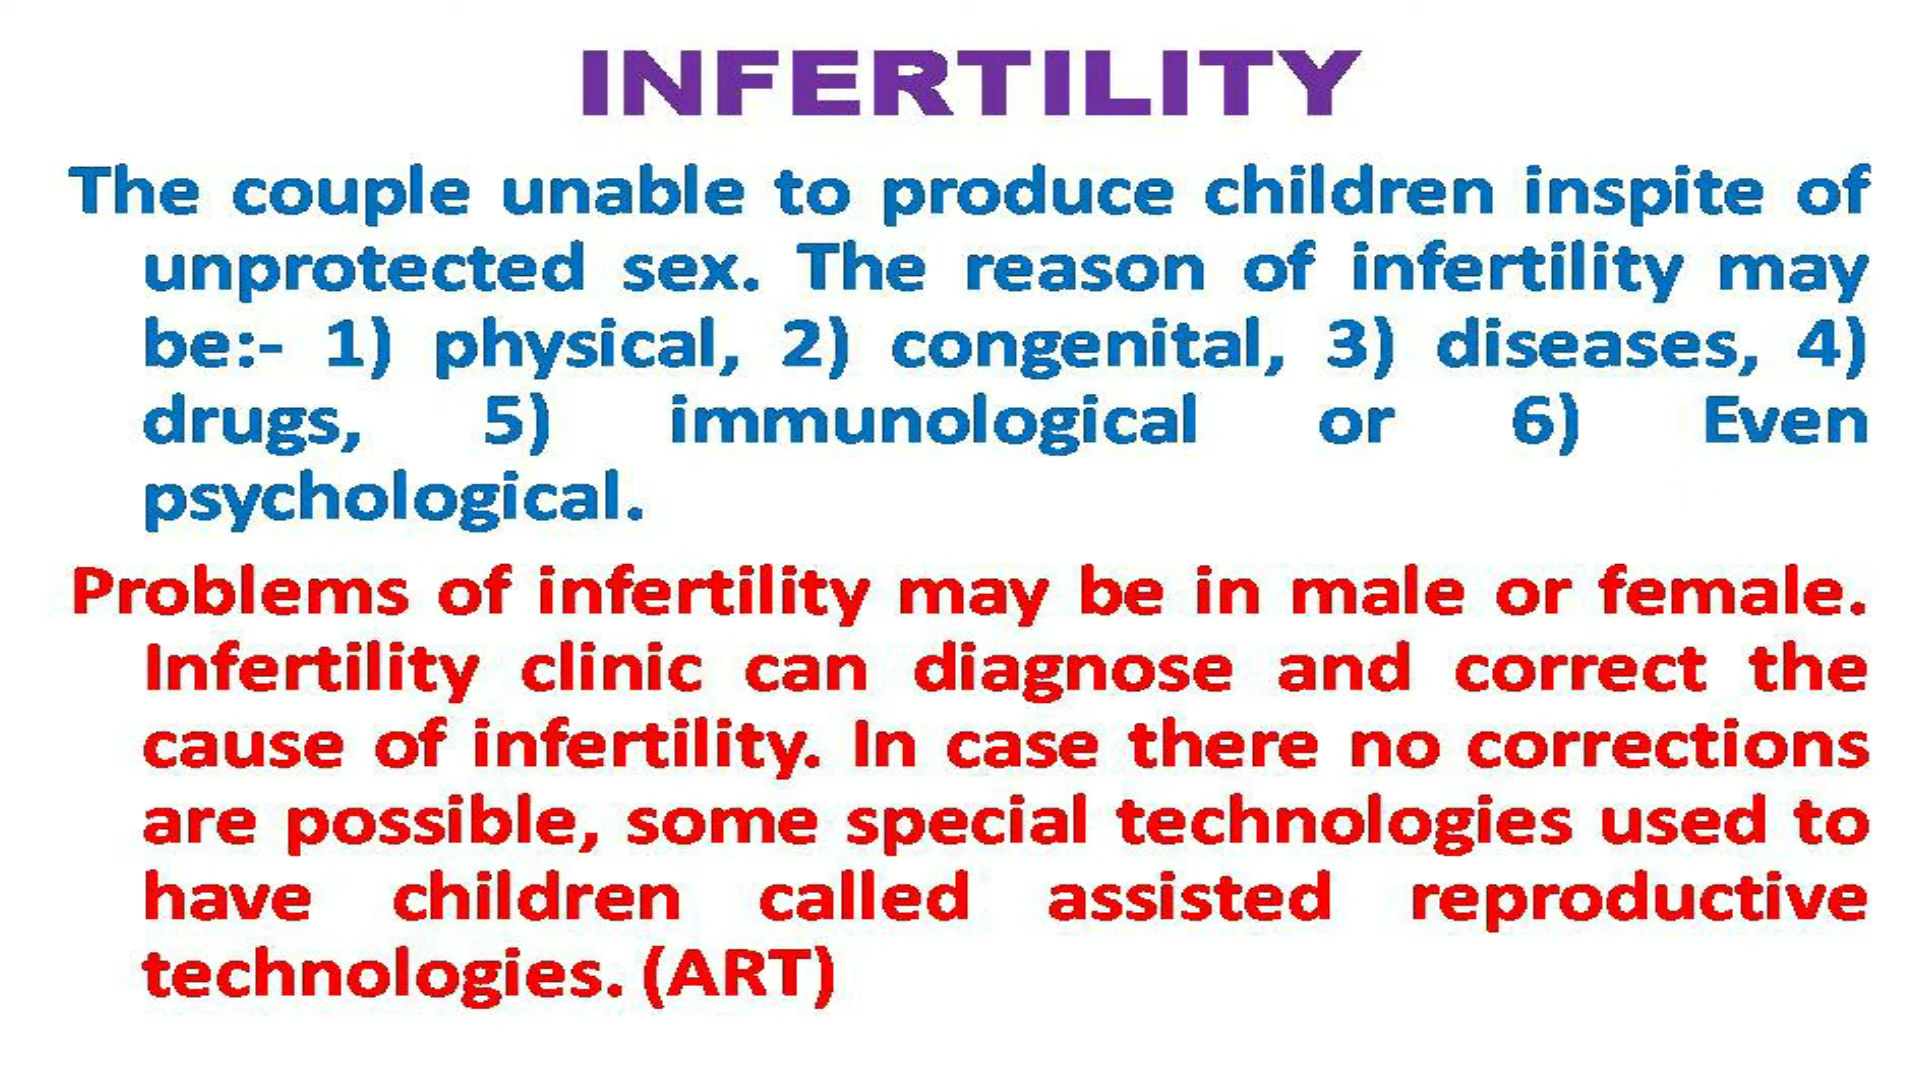 INFERTILITY
The couple unable to produce children inspite of
unprotected sex. The reason of infertility may
be:- 1) physical, 2) congenital, 3) diseases, 4)
drugs, 5) immunological or 6) Even
psychological.
Problems of infertility may be in male or female.
Infertility clinic can diagnose and correct the
cause of infertility. In case there no corrections
are possible, some special technologies used to
have children called assisted reproductive
technologies. (ART)